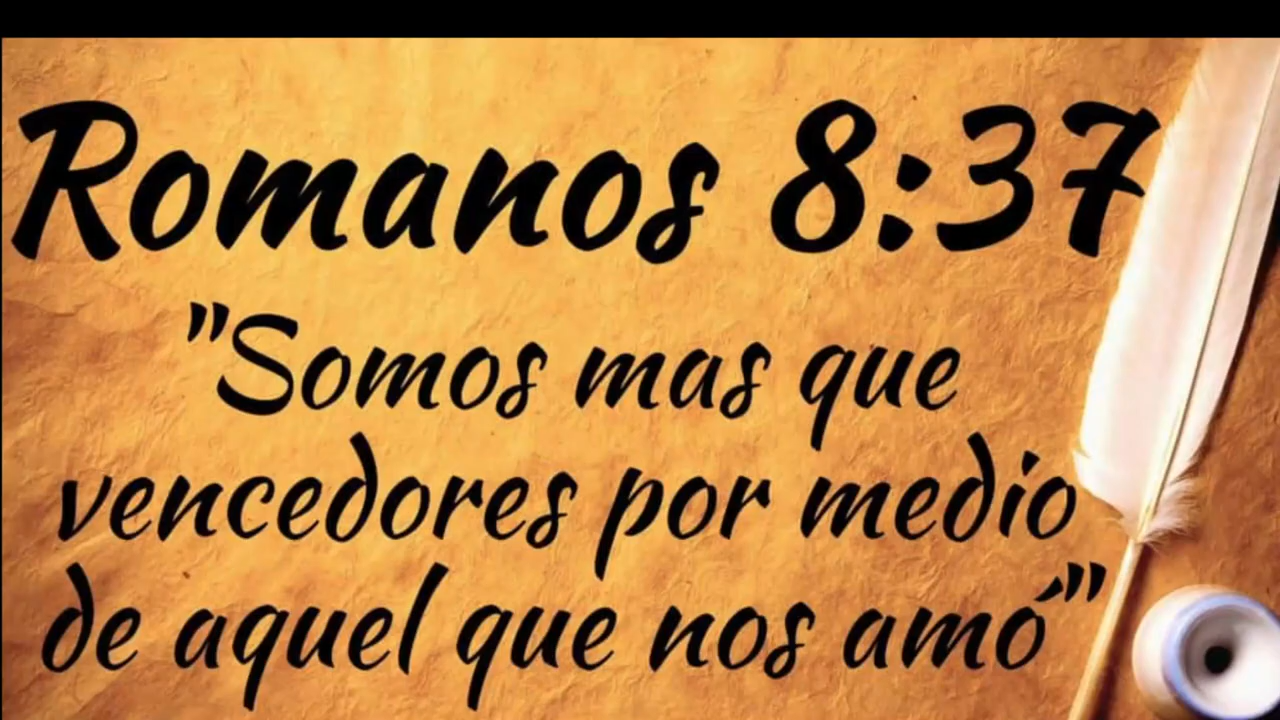 Romanos 8:37
"Somos mas que
vencedores por medio
de aquel que nos amó"